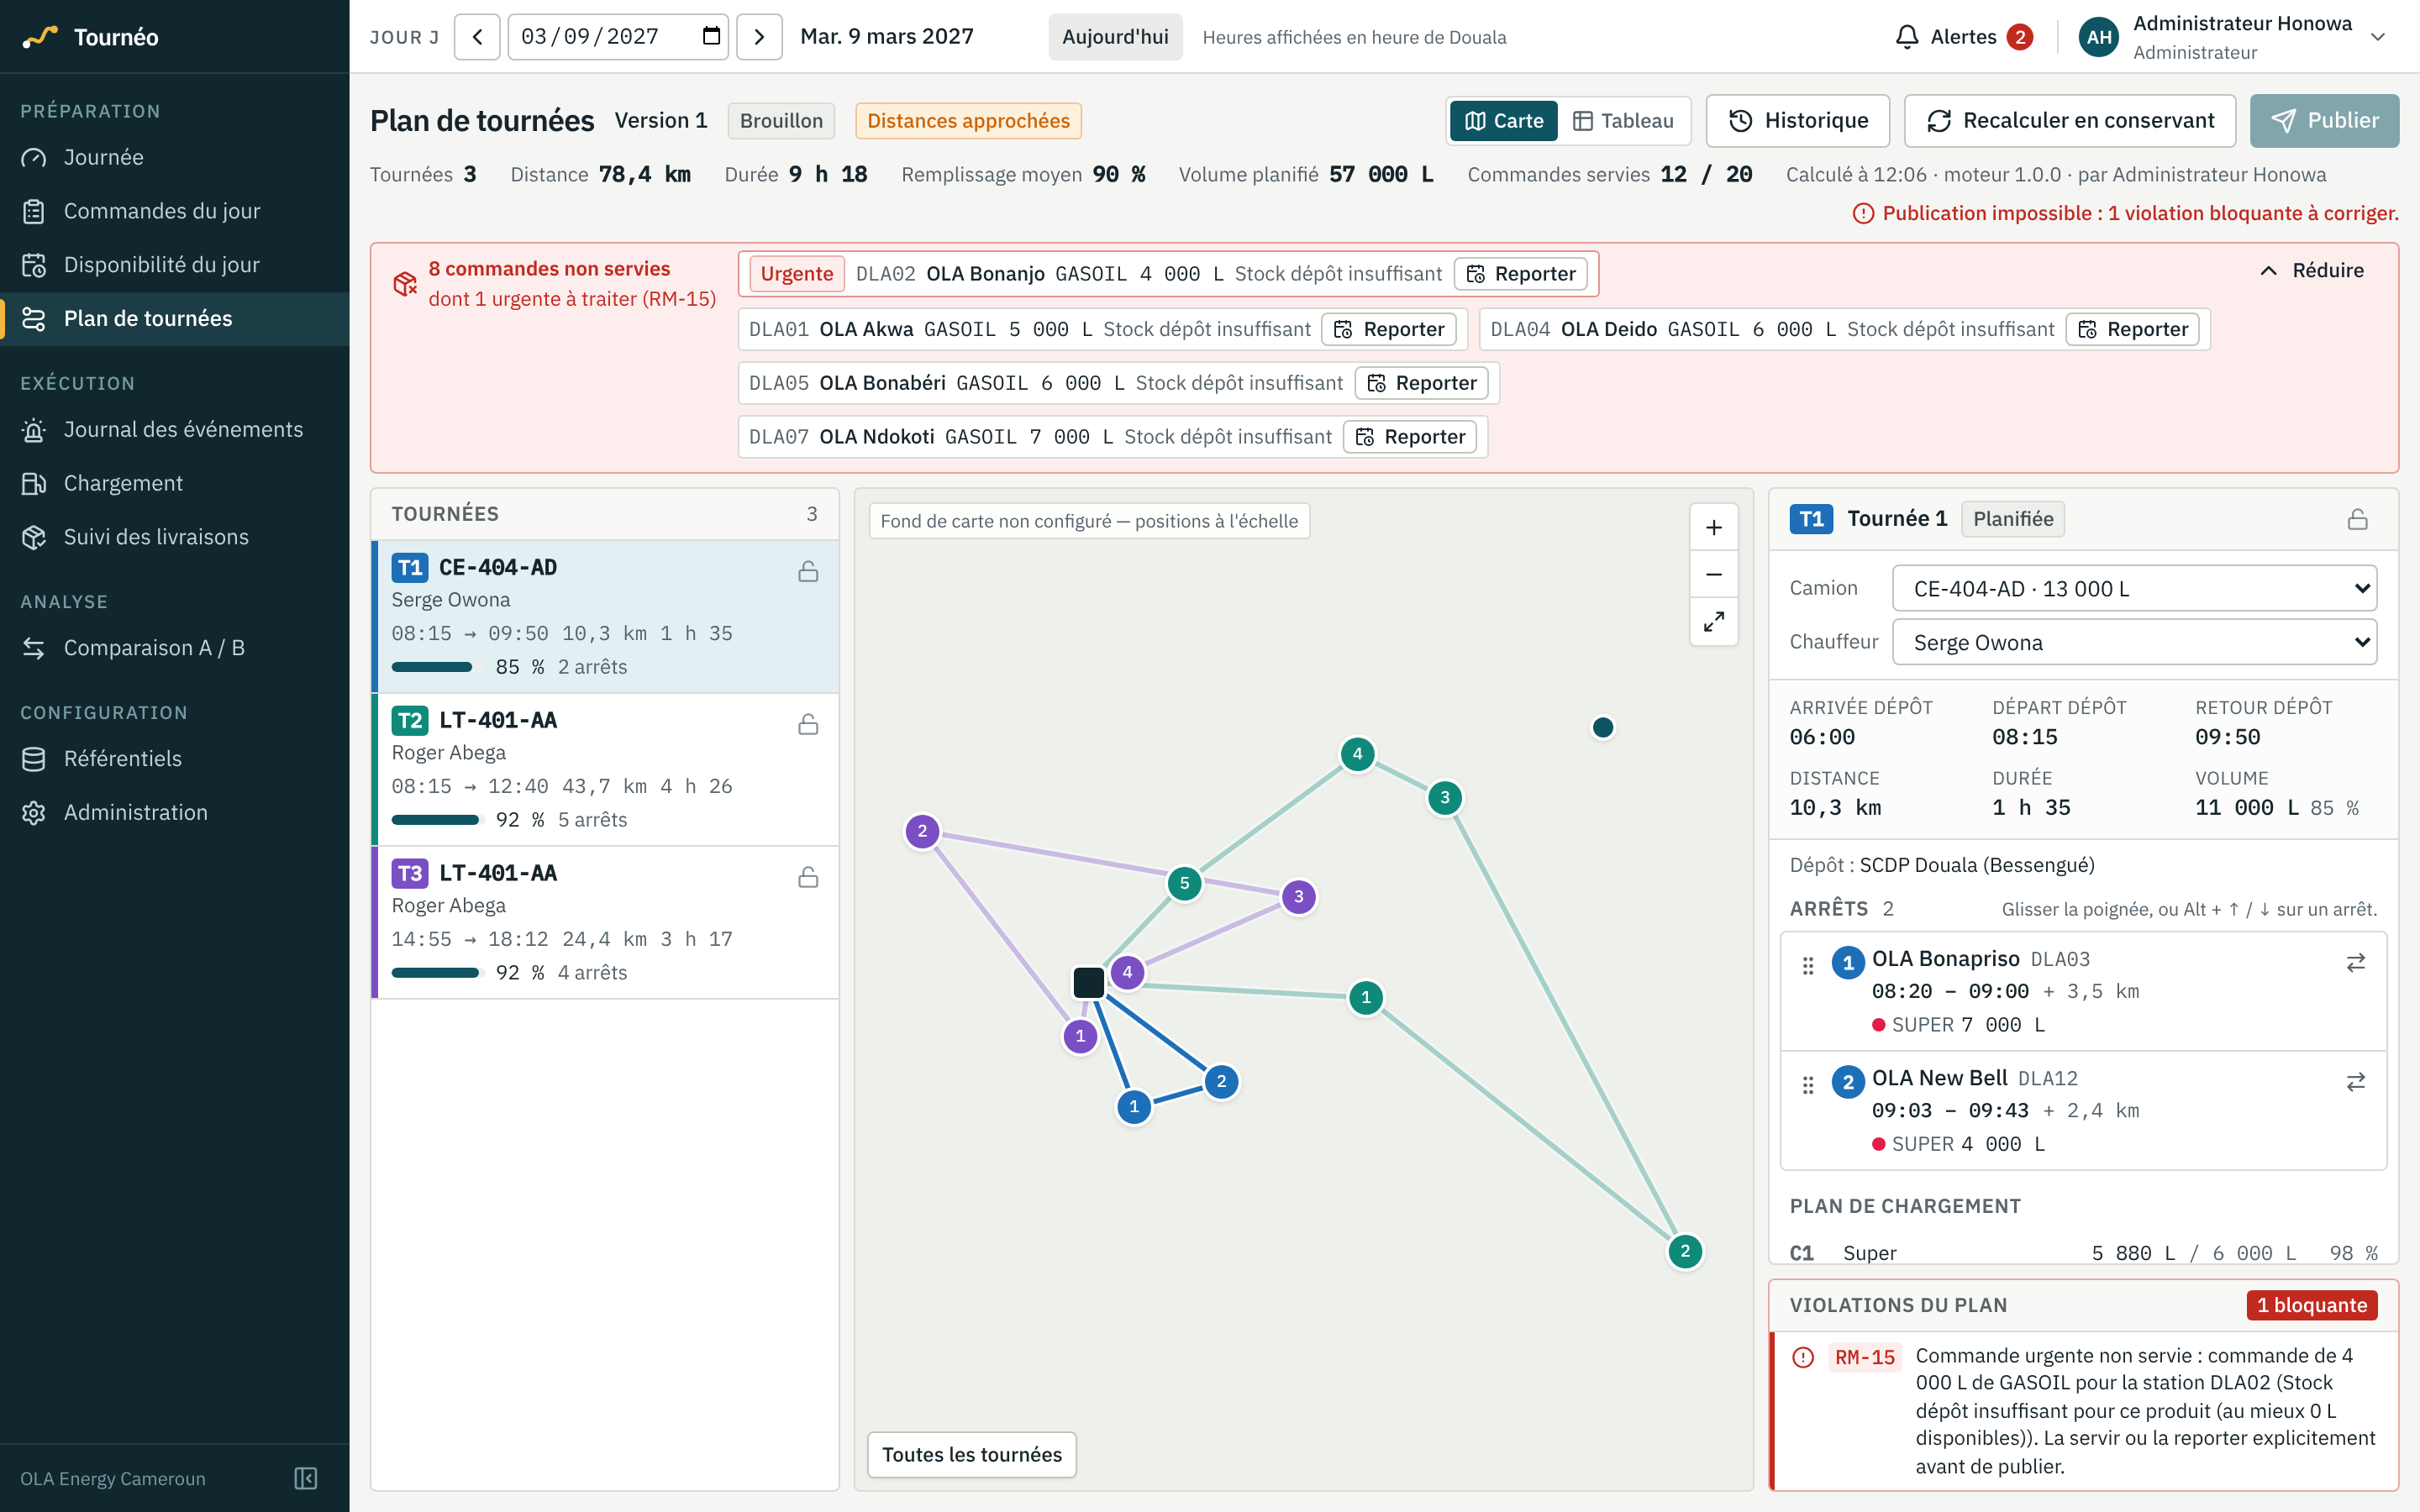 Tournéo
PRÉPARATION
Journée
Commandes du jour
Disponibilité du jour
Plan de tournées
EXÉCUTION
Journal des événements
Chargement
Suivi des livraisons
ANALYSE
Comparaison A / B
CONFIGURATION
Référentiels
Administration
OLA Energy Cameroun
JOUR J
03/09/2027
Mar. 9 mars 2027
Aujourd'hui
Heures affichées en heure de Douala
Alertes 2
AH
Administrateur Honowa
Administrateur
Plan de tournées Version 1 Brouillon Distances approchées
Carte Tableau Historique Recalculer en conservant Publier
Tournées 3 Distance 78,4 km Durée 9 h 18 Remplissage moyen 90 % Volume planifié 57 000 L Commandes servies 12 / 20 Calculé à 12:06 · moteur 1.0.0 · par Administrateur Honowa
Publication impossible : 1 violation bloquante à corriger.
8 commandes non servies
dont 1 urgente à traiter (RM-15)
Urgente DLA02 OLA Bonanjo GASOIL 4 000 L Stock dépôt insuffisant Reporter
Réduire
DLA01 OLA Akwa GASOIL 5 000 L Stock dépôt insuffisant Reporter
DLA04 OLA Deido GASOIL 6 000 L Stock dépôt insuffisant Reporter
DLA05 OLA Bonabéri GASOIL 6 000 L Stock dépôt insuffisant Reporter
DLA07 OLA Ndokoti GASOIL 7 000 L Stock dépôt insuffisant Reporter
TOURNÉES 3
T1 CE-404-AD
Serge Owona
08:15 → 09:50 10,3 km 1 h 35
85 % 2 arrêts
T2 LT-401-AA
Roger Abega
08:15 → 12:40 43,7 km 4 h 26
92 % 5 arrêts
T3 LT-401-AA
Roger Abega
14:55 → 18:12 24,4 km 3 h 17
92 % 4 arrêts
Fond de carte non configuré — positions à l'échelle
+
−
4
3
2
5
3
4
1
1
2
1
2
Toutes les tournées
T1 Tournée 1 Planifiée
Camion CE-404-AD · 13 000 L
Chauffeur Serge Owona
ARRIVÉE DÉPÔT DÉPART DÉPÔT RETOUR DÉPÔT
06:00 08:15 09:50
DISTANCE DURÉE VOLUME
10,3 km 1 h 35 11 000 L 85 %
Dépôt : SCDP Douala (Bessengué)
ARRÊTS 2 Glisser la poignée, ou Alt + ↑ / ↓ sur un arrêt.
1 OLA Bonapriso DLA03
08:20 – 09:00 + 3,5 km
SUPER 7 000 L
2 OLA New Bell DLA12
09:03 – 09:43 + 2,4 km
SUPER 4 000 L
PLAN DE CHARGEMENT
C1 Super 5 880 L / 6 000 L 98 %
VIOLATIONS DU PLAN 1 bloquante
RM-15 Commande urgente non servie : commande de 4
000 L de GASOIL pour la station DLA02 (Stock
dépôt insuffisant pour ce produit (au mieux 0 L
disponibles)). La servir ou la reporter explicitement
avant de publier.